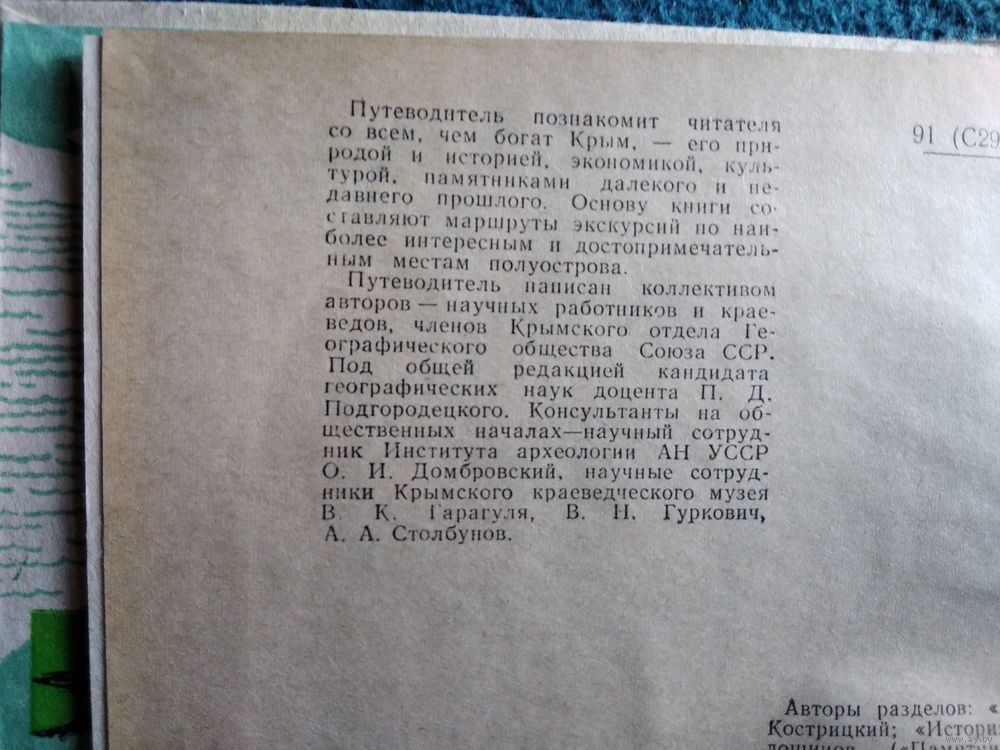 Путеводитель познакомит читателя
со всем, чем богат Крым, — его при-
родой и историей, экономикой, куль-
турой, памятниками далекого и не-
давнего прошлого. Основу книги со-
ставляют маршруты экскурсий по наи-
более интересным и достопримечатель-
ным местам полуострова.
Путеводитель написан коллективом
авторов — научных работников и крае-
ведов, членов Крымского отдела Ге-
ографического общества Союза ССР.
Под общей редакцией кандидата
географических наук доцента П. Д.
Подгородецкого. Консультанты на об-
щественных началах—научный сотруд-
ник Института археологии АН УССР
О. И. Домбровский, научные сотруд-
ники Крымского краеведческого музея
В. К. Гарагуля, В. Н. Гуркович,
А. А. Столбунов.
91 (С29
Авторы разделов: «
Кострицкий; «Истори
www.ay.by